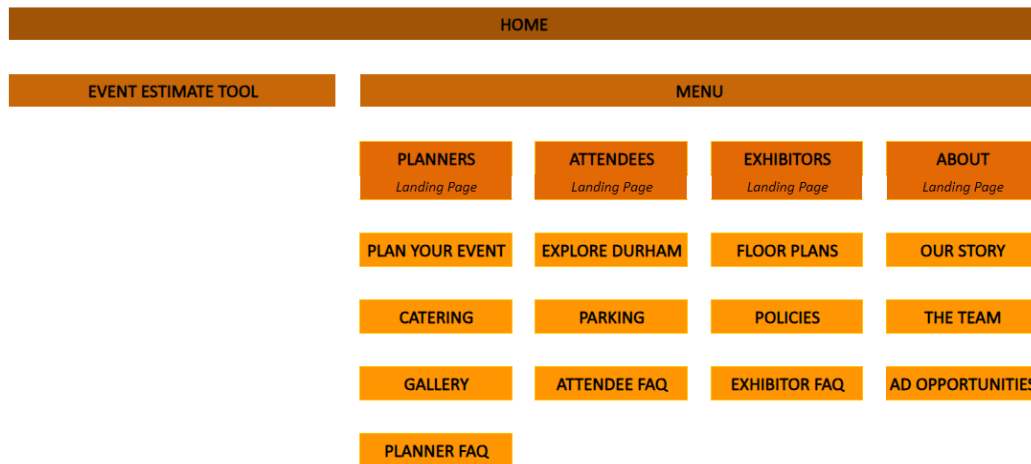 HOME
EVENT ESTIMATE TOOL
MENU
PLANNERS
Landing Page
ATTENDEES
Landing Page
EXHIBITORS
Landing Page
ABOUT
Landing Page
PLAN YOUR EVENT
EXPLORE DURHAM
FLOOR PLANS
OUR STORY
CATERING
PARKING
POLICIES
THE TEAM
GALLERY
ATTENDEE FAQ
EXHIBITOR FAQ
AD OPPORTUNITIES
PLANNER FAQ